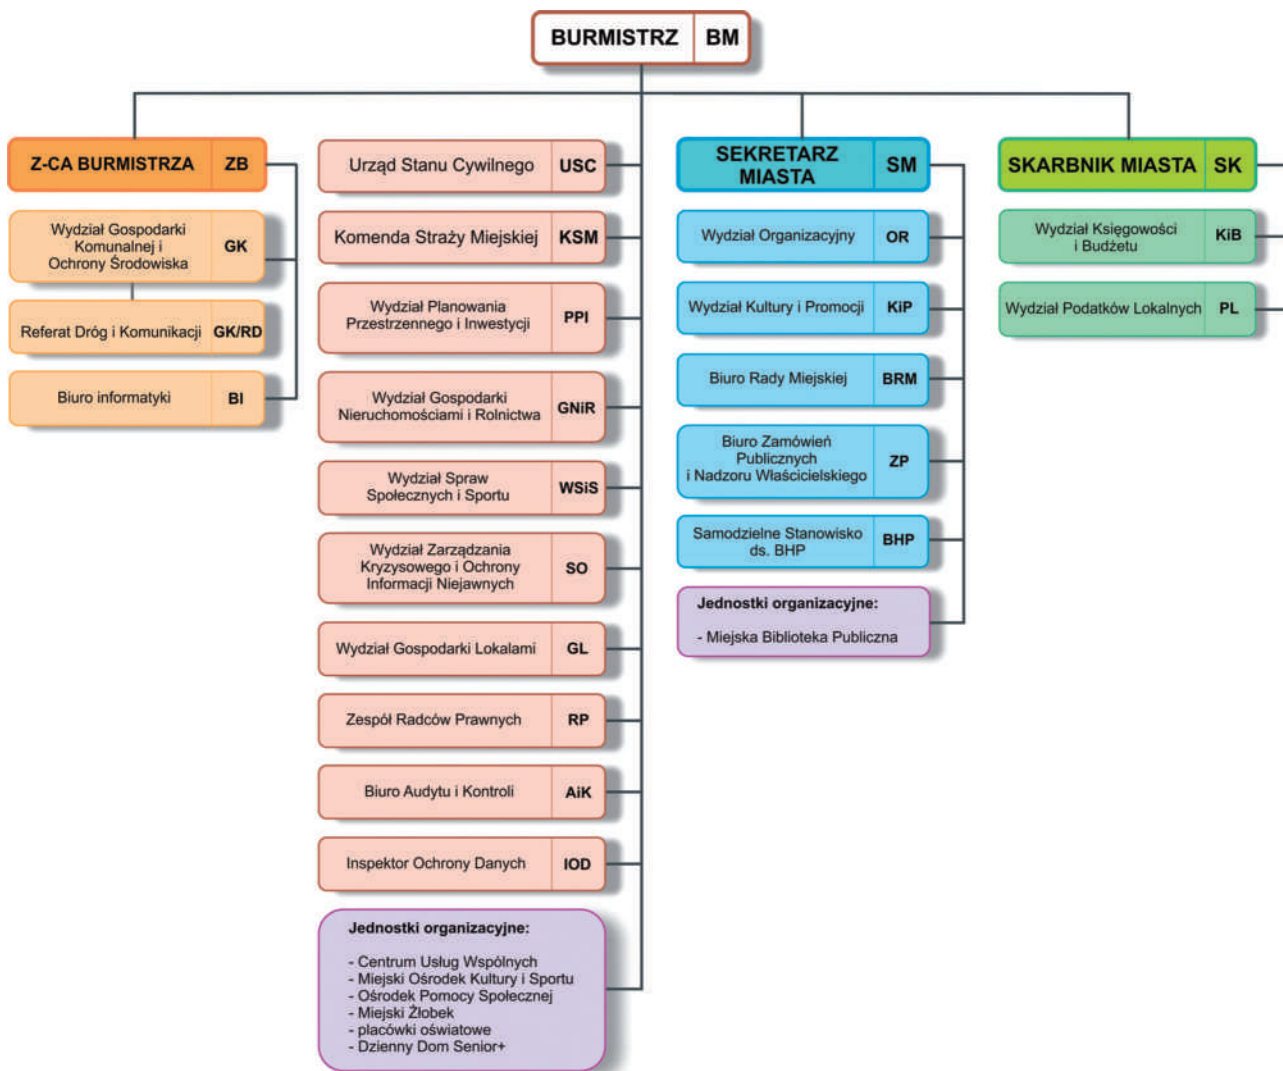 BURMISTRZ BM
Z-CA BURMISTRZA ZB
Wydział Gospodarki
Komunalnej i
Ochrony Środowiska
GK
Referat Dróg i Komunikacji GK/RD
Biuro informatyki BI
Urząd Stanu Cywilnego USC
Komenda Straży Miejskiej KSM
Wydział Planowania
Przestrzennego i Inwestycji
PPI
Wydział Gospodarki
Nieruchomościami i Rolnictwa
GNiR
Wydział Spraw
Społecznych i Sportu
WSiS
Wydział Zarządzania
Kryzysowego i Ochrony
Informacji Niejawnych
SO
Wydział Gospodarki Lokalami GL
Zespół Radców Prawnych RP
Biuro Audytu i Kontroli AiK
Inspektor Ochrony Danych IOD
Jednostki organizacyjne:
- Centrum Usług Wspólnych
- Miejski Ośrodek Kultury i Sportu
- Ośrodek Pomocy Społecznej
- Miejski Żłobek
- placówki oświatowe
- Dzienny Dom Senior+
SEKRETARZ
MIASTA
SM
Wydział Organizacyjny OR
Wydział Kultury i Promocji KiP
Biuro Rady Miejskiej BRM
Biuro Zamówień
Publicznych
i Nadzoru Właścicielskiego
ZP
Samodzielne Stanowisko
ds. BHP
BHP
Jednostki organizacyjne:
- Miejska Biblioteka Publiczna
SKARBNIK MIASTA SK
Wydział Księgowości
i Budżetu
KiB
Wydział Podatków Lokalnych PL